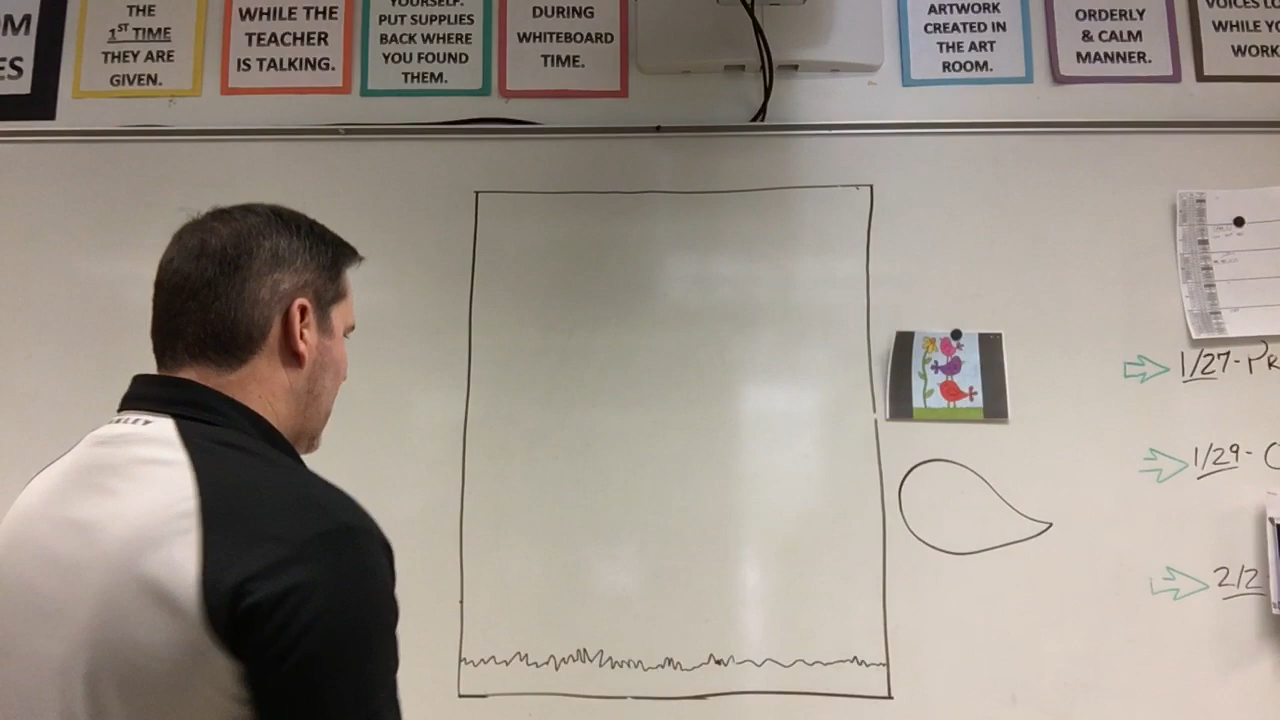 THE
1ST TIME
THEY ARE
GIVEN.
WHILE THE
TEACHER
IS TALKING.
YOURSELF.
PUT SUPPLIES
BACK WHERE
YOU FOUND
THEM.
DURING
WHITEBOARD
TIME.
ARTWORK
CREATED IN
THE ART
ROOM.
ORDERLY
& CALM
MANNER.
WHILE
WORK
1/27-PR
1/29-
2/2